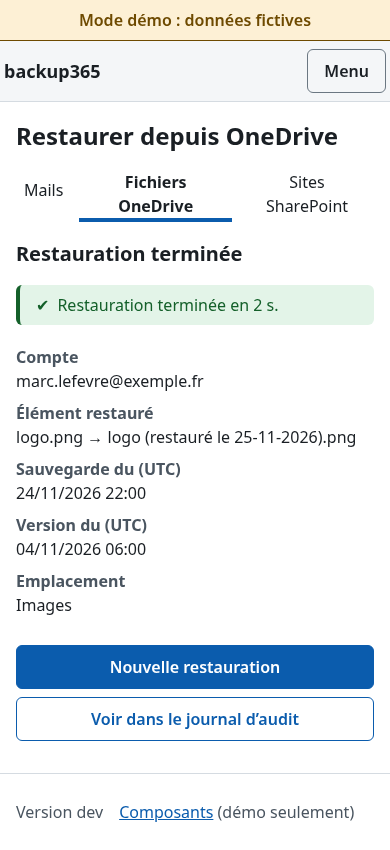 Mode démo : données fictives
backup365
Menu
Restaurer depuis OneDrive
Mails
Fichiers
OneDrive
Sites
SharePoint
Restauration terminée
✔ Restauration terminée en 2 s.
Compte
marc.lefevre@exemple.fr
Élément restauré
logo.png → logo (restauré le 25-11-2026).png
Sauvegarde du (UTC)
24/11/2026 22:00
Version du (UTC)
04/11/2026 06:00
Emplacement
Images
Nouvelle restauration
Voir dans le journal d’audit
Version dev Composants (démo seulement)